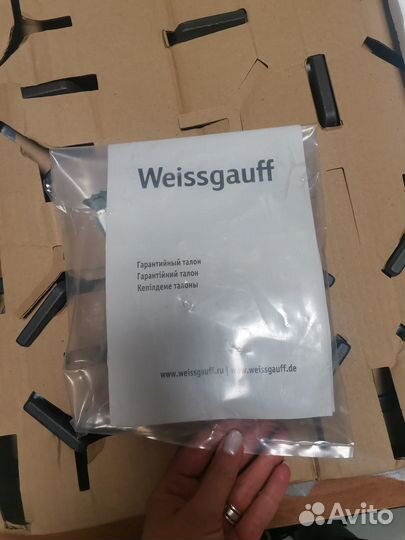 Weissgauff
Гарантийный талон
Гарантійний талон
Кепілдеме талоны
www.weissgauff.ru | www.weissgauff.de
Avito